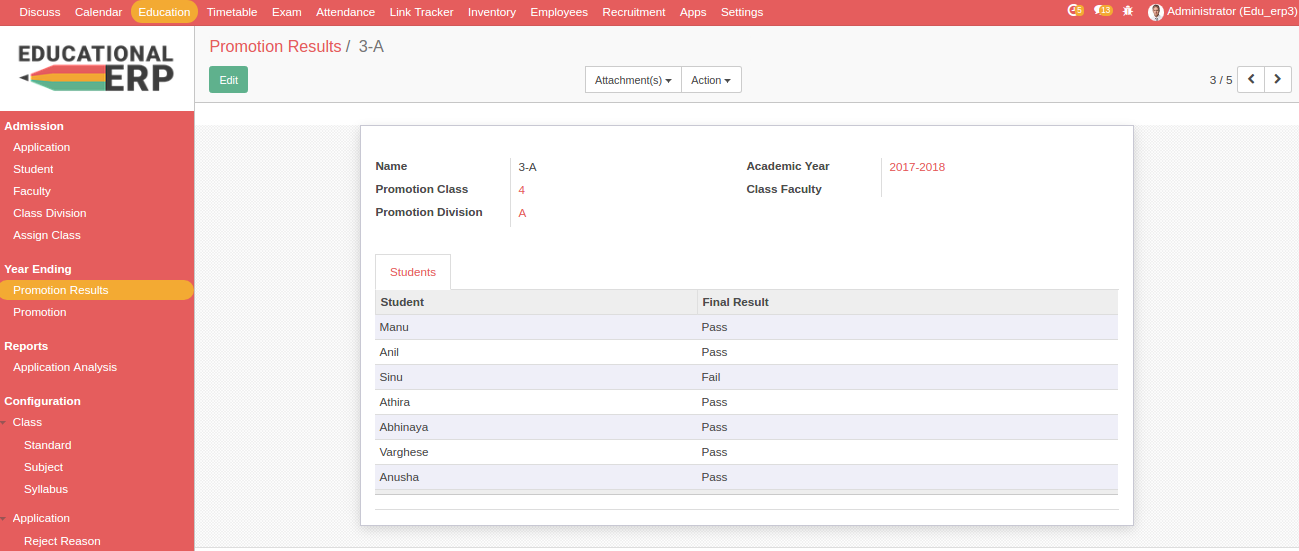 Discuss Calendar Education Timetable Exam Attendance Link Tracker Inventory Employees Recruitment Apps Settings 5 13 Administrator (Edu_erp3)
EDUCATIONAL
ERP
Promotion Results / 3-A
Edit
Attachment(s) Action
3 / 5
Admission
Application
Student
Faculty
Class Division
Assign Class
Year Ending
Promotion Results
Promotion
Reports
Application Analysis
Configuration
Class
Standard
Subject
Syllabus
Application
Reject Reason
Name 3-A
Promotion Class 4
Promotion Division A
Academic Year 2017-2018
Class Faculty
Students
Student Final Result
Manu Pass
Anil Pass
Sinu Fail
Athira Pass
Abhinaya Pass
Varghese Pass
Anusha Pass